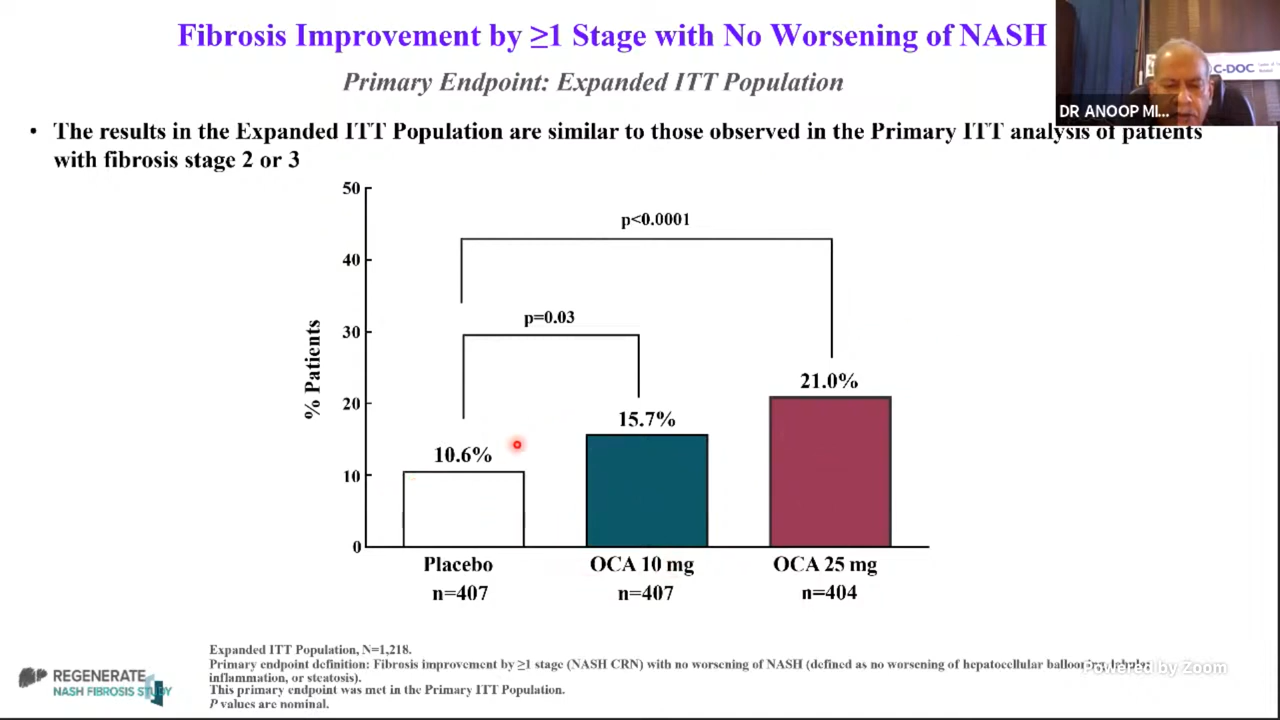 Fibrosis Improvement by ≥1 Stage with No Worsening of NASH
Primary Endpoint: Expanded ITT Population
C-DOC
DR ANOOP MI...
• The results in the Expanded ITT Population are similar to those observed in the Primary ITT analysis of patients
with fibrosis stage 2 or 3
50
40
30
20
10
0
% Patients
p<0.0001
p=0.03
10.6%
15.7%
21.0%
Placebo
OCA 10 mg
OCA 25 mg
n=407
n=407
n=404
Expanded ITT Population, N=1,218.
Primary endpoint definition: Fibrosis improvement by ≥1 stage (NASH CRN) with no worsening of NASH (defined as no worsening of hepatocellular
inflammation, or steatosis).
This primary endpoint was met in the Primary ITT Population.
P values are nominal.
REGENERATE
NASH FIBROSIS STUDY
Powered by Zoom